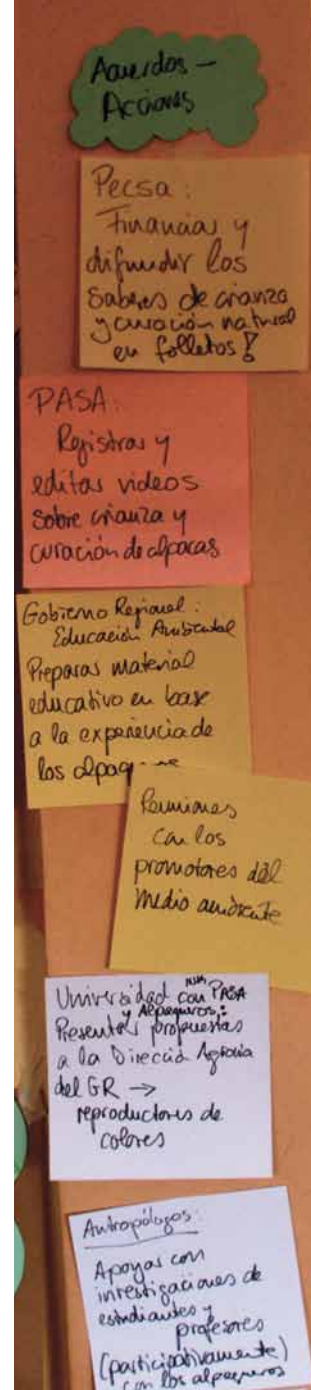 Acuerdos –
Acciones
Pecsa :
Financiar y
difundir los
saberes de crianza
y curación natural
en folletos !
PASA:
Registrar y
editar videos
sobre crianza y
curación de alpacas
Gobierno Regional :
Educación Ambiental
Preparar material
educativo en base
a la experiencia de
los alpaq
Reuniones
con los
promotores del
medio ambiente
Universidad con PASA
y Alpaqueros:
Presentar propuestas
a la Direcció Agraria
del GR →
reproductores de
colores
Antropólogos:
Apoyar con
investigaciones de
estudiantes y
profesores
(participativamente)
con los alpaqueros